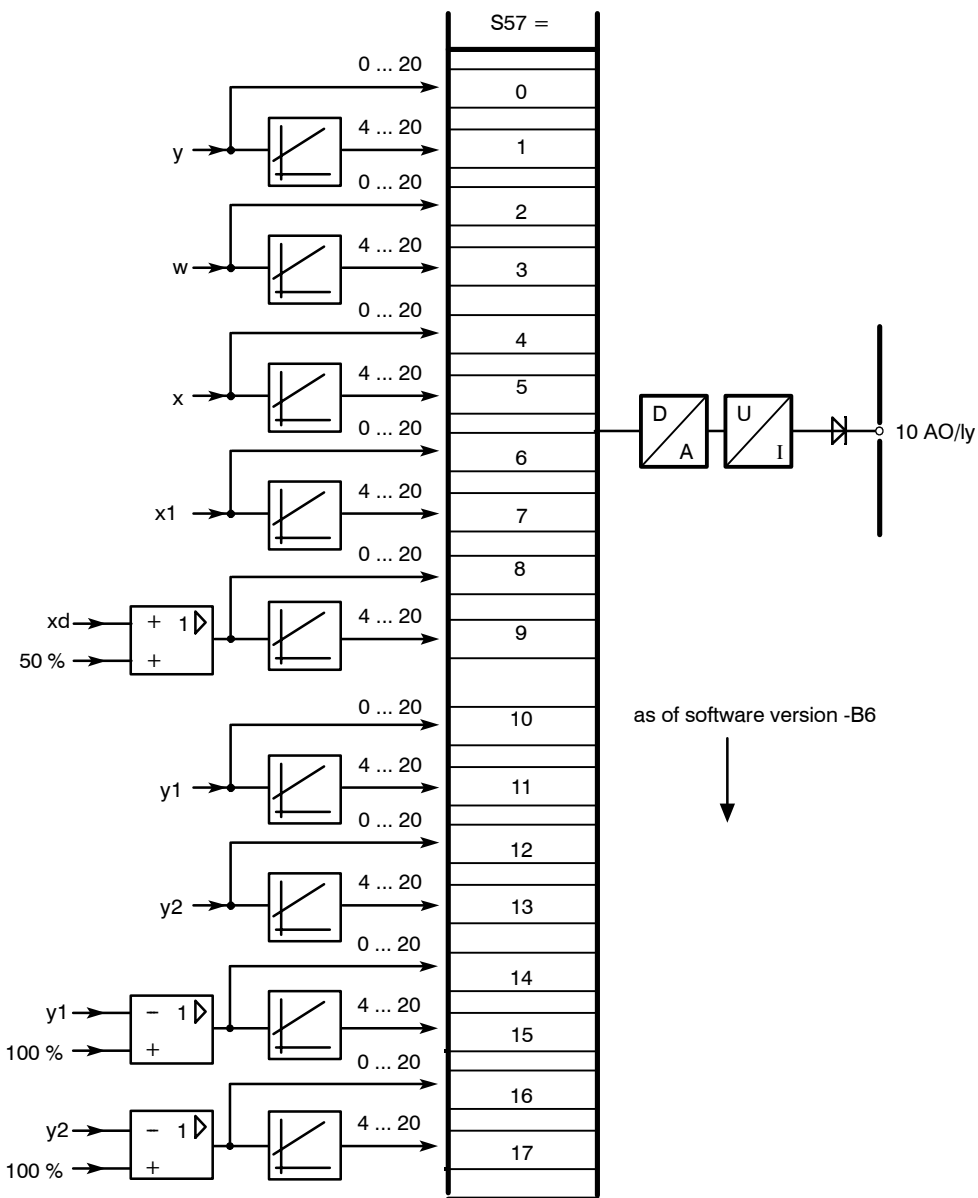 S57 =
0 ... 20
0
4 ... 20
y
1
0 ... 20
2
4 ... 20
w
3
0 ... 20
4
4 ... 20
x
5
0 ... 20
6
4 ... 20
x1
7
0 ... 20
8
4 ... 20
xd
+ 1
50 %
+
9
D
A
U
I
10 AO/Iy
0 ... 20
10
as of software version -B6
4 ... 20
y1
11
0 ... 20
12
4 ... 20
y2
13
0 ... 20
14
4 ... 20
y1
− 1
100 %
+
15
0 ... 20
16
4 ... 20
y2
− 1
100 %
+
17